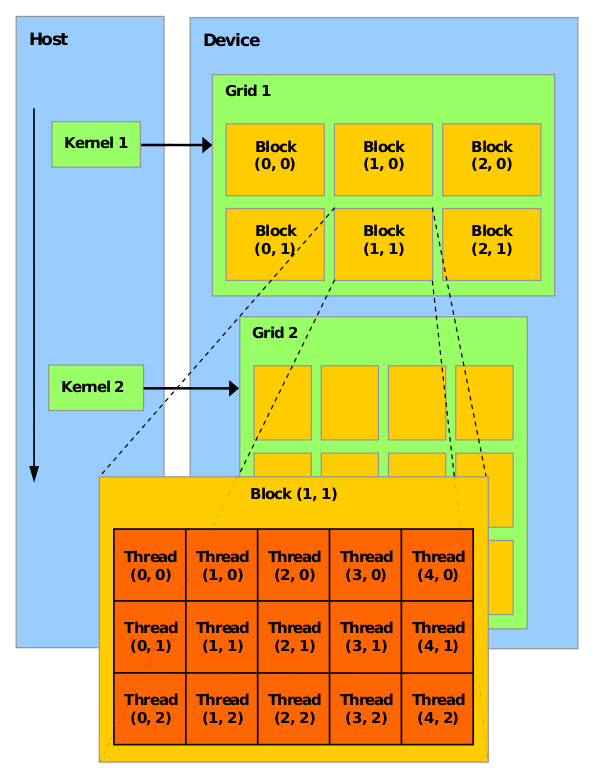 Host
Device
Grid 1
Kernel 1
Block Block Block
(0, 0) (1, 0) (2, 0)
Block Block Block
(0, 1) (1, 1) (2, 1)
Grid 2
Kernel 2
Block (1, 1)
Thread Thread Thread Thread Thread
(0, 0) (1, 0) (2, 0) (3, 0) (4, 0)
Thread Thread Thread Thread Thread
(0, 1) (1, 1) (2, 1) (3, 1) (4, 1)
Thread Thread Thread Thread Thread
(0, 2) (1, 2) (2, 2) (3, 2) (4, 2)